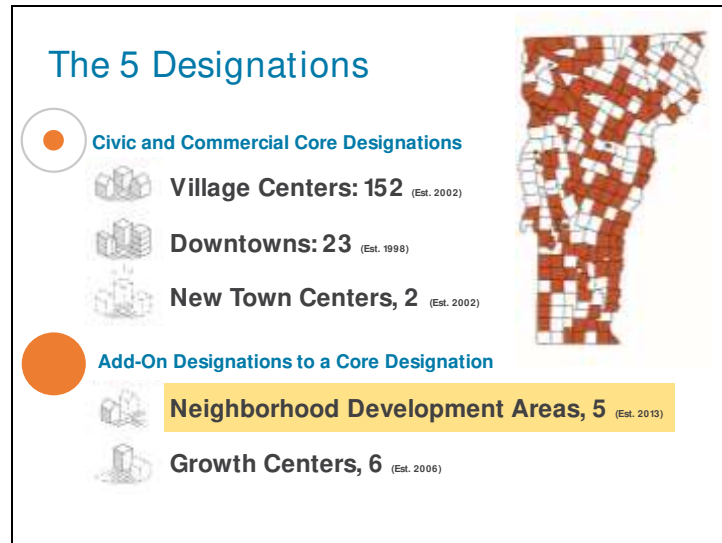 The 5 Designations
Civic and Commercial Core Designations
Village Centers: 152 (Est. 2002)
Downtowns: 23 (Est. 1998)
New Town Centers, 2 (Est. 2002)
Add-On Designations to a Core Designation
Neighborhood Development Areas, 5 (Est. 2013)
Growth Centers, 6 (Est. 2006)